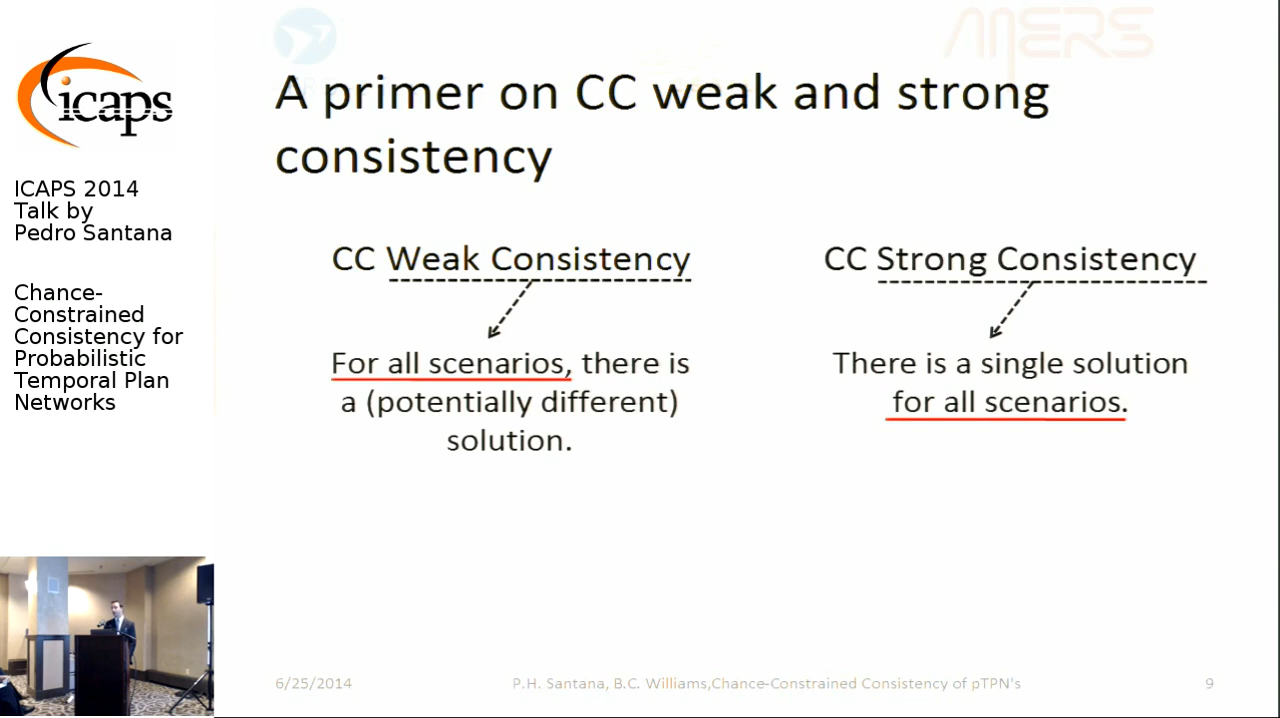 icaps
ICAPS 2014
Talk by
Pedro Santana
Chance-
Constrained
Consistency for
Probabilistic
Temporal Plan
Networks
MERS
A primer on CC weak and strong
consistency
CC Weak Consistency
For all scenarios, there is
a (potentially different)
solution.
CC Strong Consistency
There is a single solution
for all scenarios.
6/25/2014
P.H. Santana, B.C. Williams,Chance-Constrained Consistency of pTPN's
9